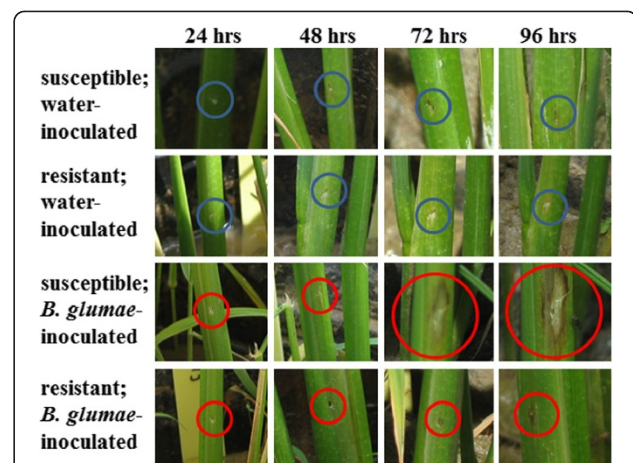 24 hrs 48 hrs 72 hrs 96 hrs
susceptible;
water-
inoculated
resistant;
water-
inoculated
susceptible;
B. glumae-
inoculated
resistant;
B. glumae-
inoculated